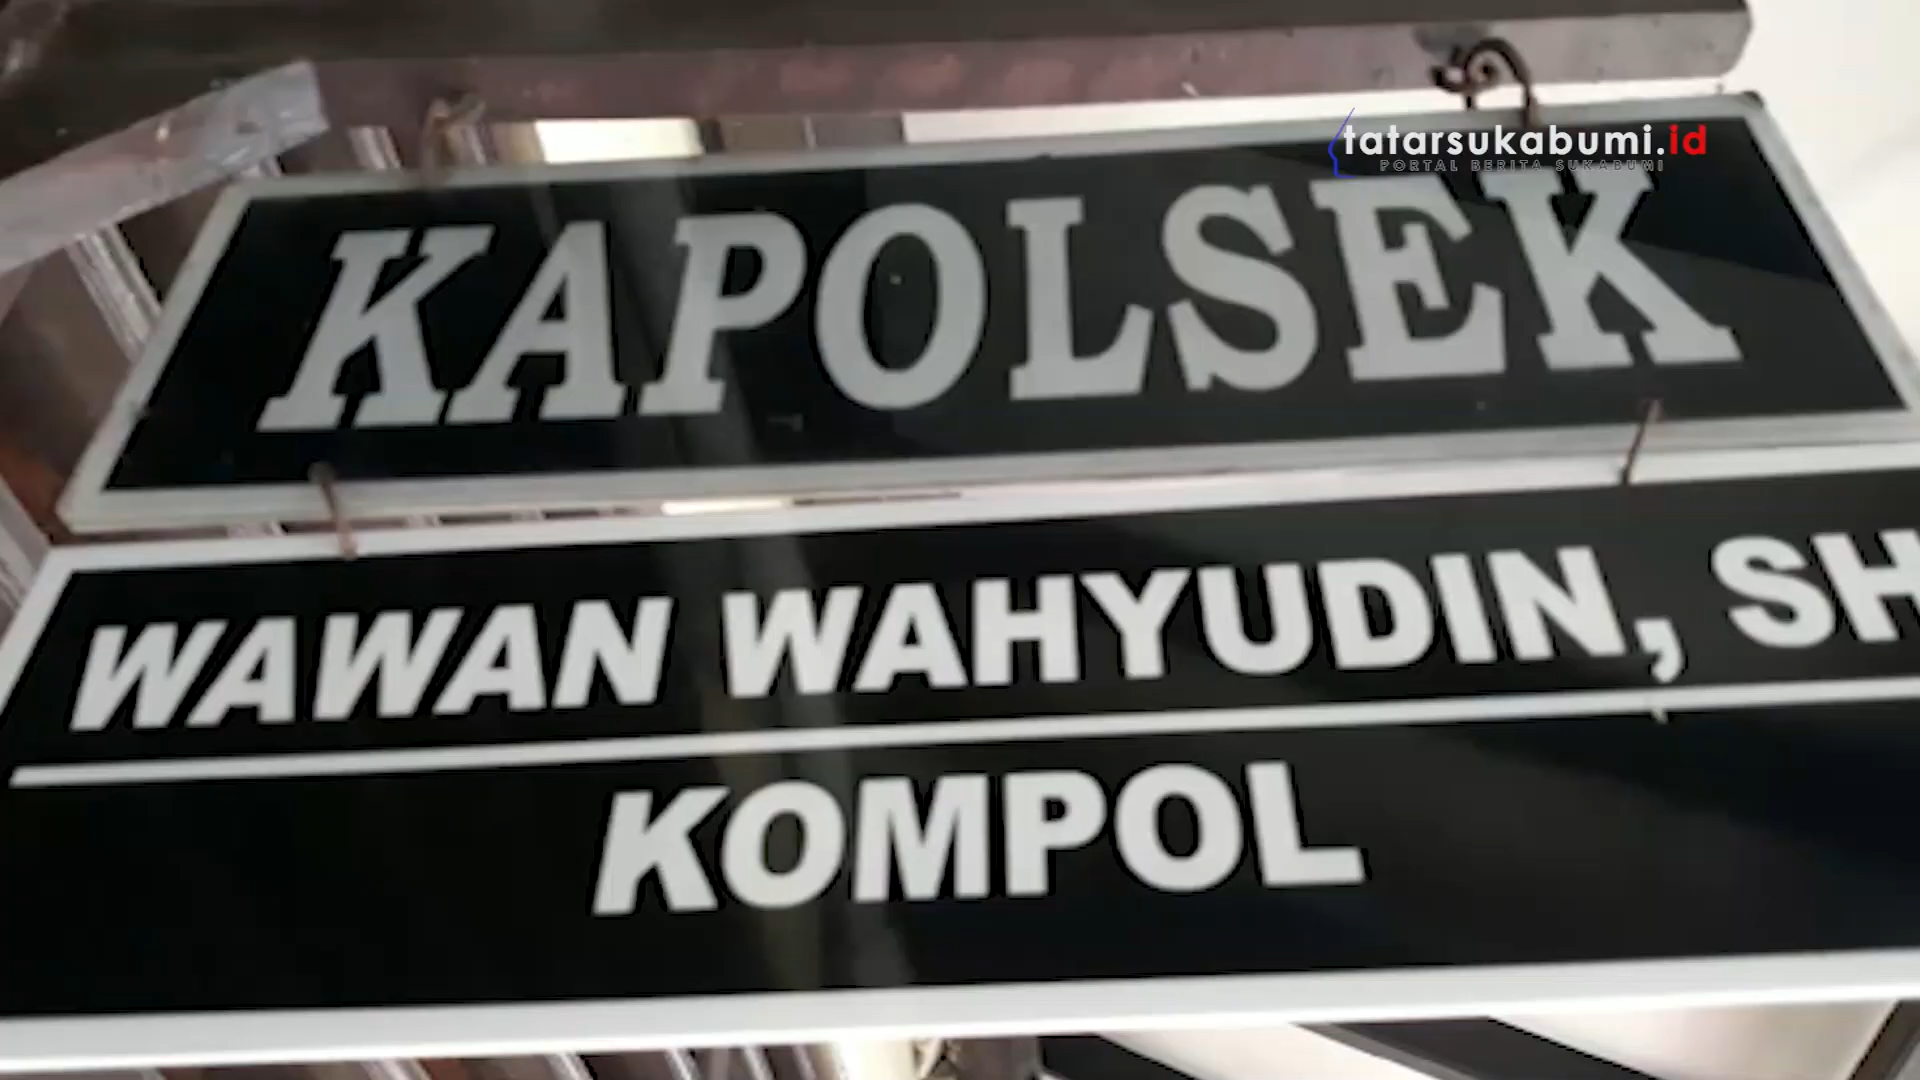 tatarsukabumi.id
PORTAL BERITA SUKABUMI
KAPOLSEK
WAWAN WAHYUDIN, SH
KOMPOL